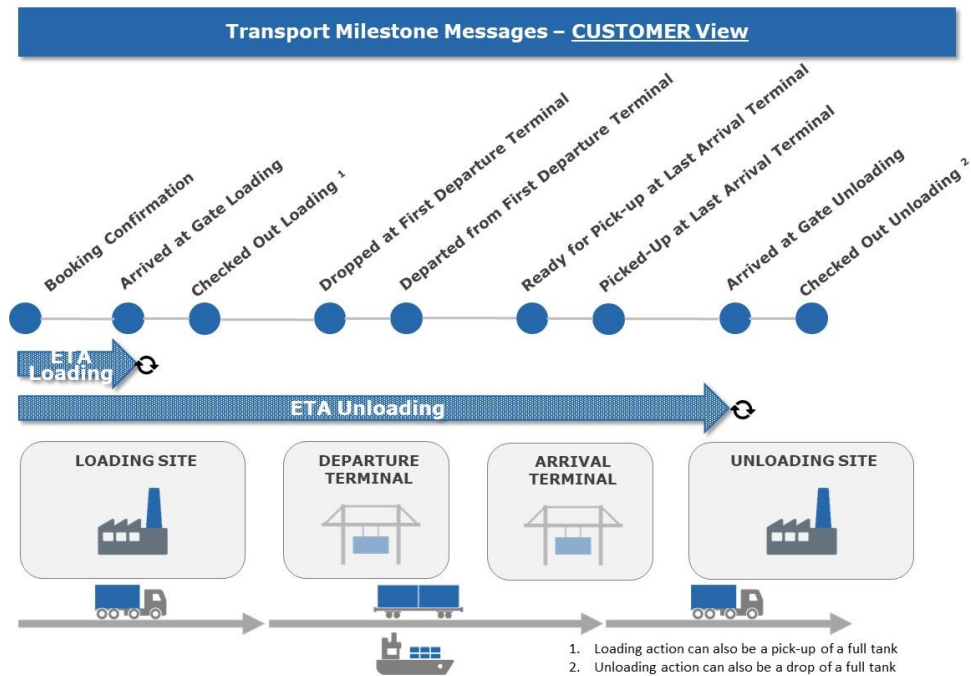 Transport Milestone Messages – CUSTOMER View
Booking Confirmation
Arrived at Gate Loading
Checked Out Loading 1
Dropped at First Departure Terminal
Departed from First Departure Terminal
Ready for Pick-up at Last Arrival Terminal
Picked-Up at Last Arrival Terminal
Arrived at Gate Unloading
Checked Out Unloading 2
ETA
Loading
ETA Unloading
LOADING SITE
DEPARTURE
TERMINAL
ARRIVAL
TERMINAL
UNLOADING SITE
1. Loading action can also be a pick-up of a full tank
2. Unloading action can also be a drop of a full tank